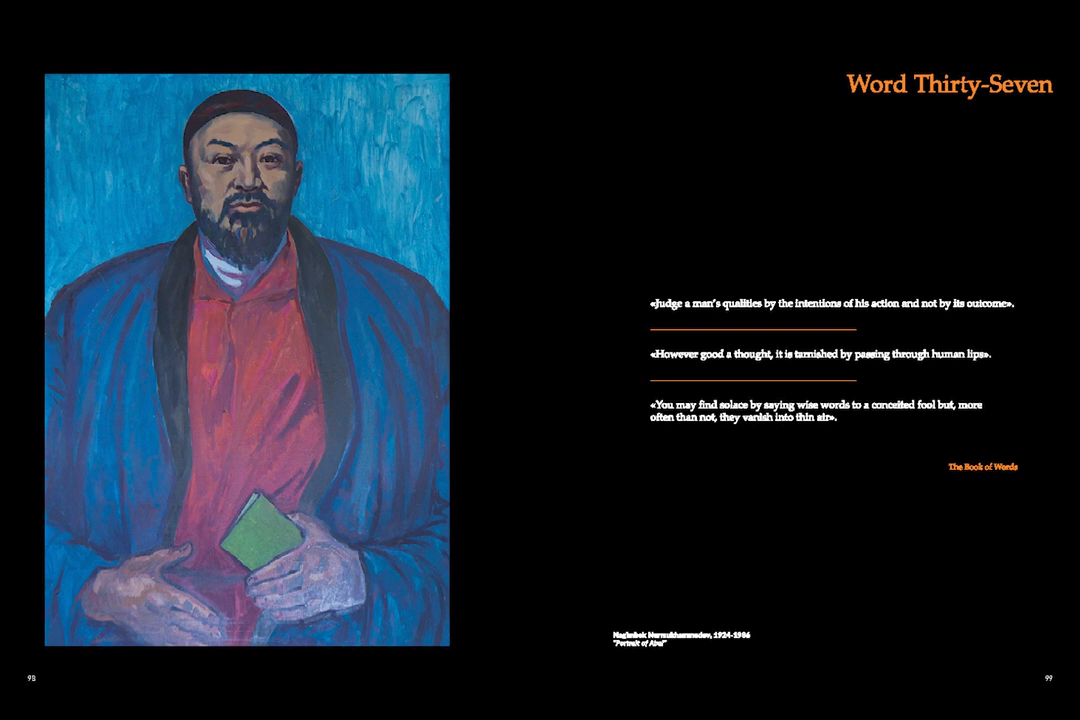 Word Thirty-Seven
«Judge a man's qualities by the intentions of his action and not by its outcome».
«However good a thought, it is tarnished by passing through human lips».
«You may find solace by saying wise words to a conceited fool but, more
often than not, they vanish into thin air».
The Book of Words
Nagimbek Nurmukhammedov, 1924-1986
"Portrait of Abai"
98
99